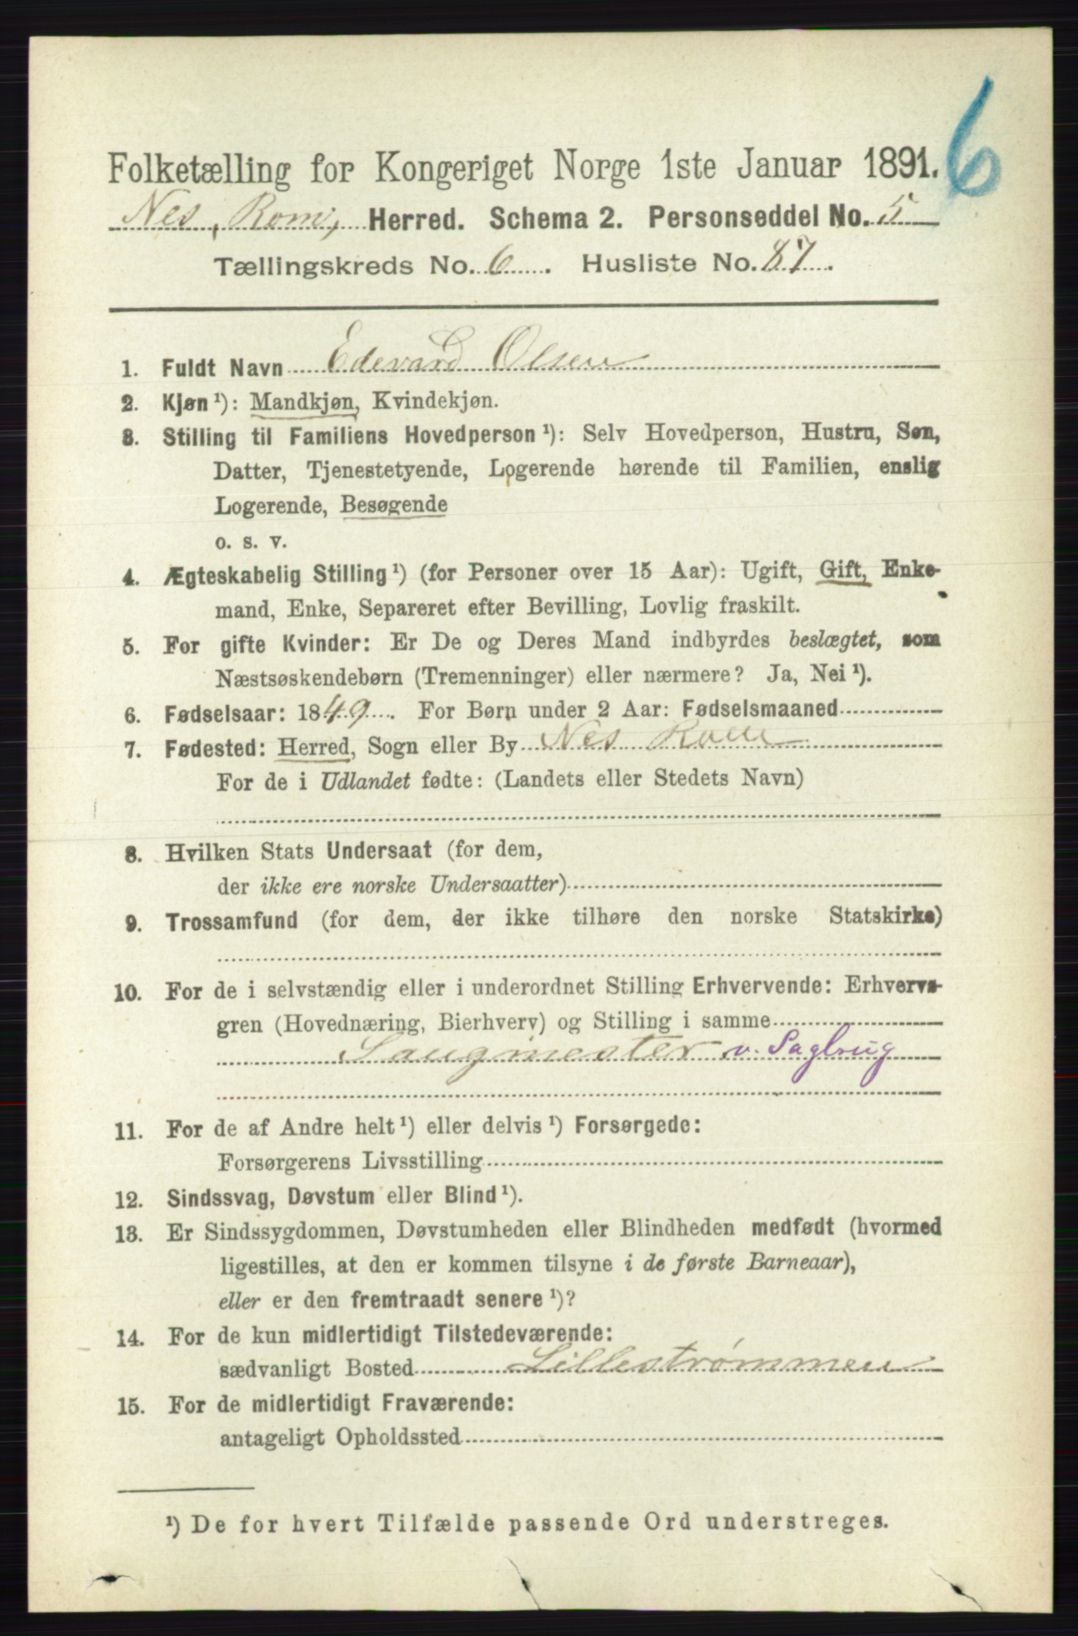 6
Folketælling for Kongeriget Norge 1ste Januar 1891.
Nes, Rom, Herred. Schema 2. Personseddel No. 5
Tællingskreds No. 6. Husliste No. 87.
1. Fuldt Navn Edevard Olsen
2. Kjøn ¹): Mandkjøn, Kvindekjøn.
3. Stilling til Familiens Hovedperson ¹): Selv Hovedperson, Hustru, Søn,
Datter, Tjenestetyende, Logerende hørende til Familien, enslig
Logerende, Besøgende
o. s. v.
4. Ægteskabelig Stilling ¹) (for Personer over 15 Aar): Ugift, Gift, Enke-
mand, Enke, Separeret efter Bevilling, Lovlig fraskilt.
5. For gifte Kvinder: Er De og Deres Mand indbyrdes beslægtet, som
Næstsøskendebørn (Tremenninger) eller nærmere? Ja, Nei ¹).
6. Fødselsaar: 1849. For Børn under 2 Aar: Fødselsmaaned
7. Fødested: Herred, Sogn eller By Nes Rom
For de i Udlandet fødte: (Landets eller Stedets Navn)
8. Hvilken Stats Undersaat (for dem,
der ikke ere norske Undersaatter)
9. Trossamfund (for dem, der ikke tilhøre den norske Statskirke)
10. For de i selvstændig eller i underordnet Stilling Erhvervende: Erhvervs-
gren (Hovednæring, Bierhverv) og Stilling i samme
Saugmester v. Sagbrug
11. For de af Andre helt ¹) eller delvis ¹) Forsørgede:
Forsørgerens Livsstilling
12. Sindssvag, Døvstum eller Blind ¹).
13. Er Sindssygdommen, Døvstumheden eller Blindheden medfødt (hvormed
ligestilles, at den er kommen tilsyne i de første Barneaar),
eller er den fremtraadt senere ¹)?
14. For de kun midlertidigt Tilstedeværende:
sædvanligt Bosted Lillestrømmen
15. For de midlertidigt Fraværende:
antageligt Opholdssted
¹) De for hvert Tilfælde passende Ord understreges.